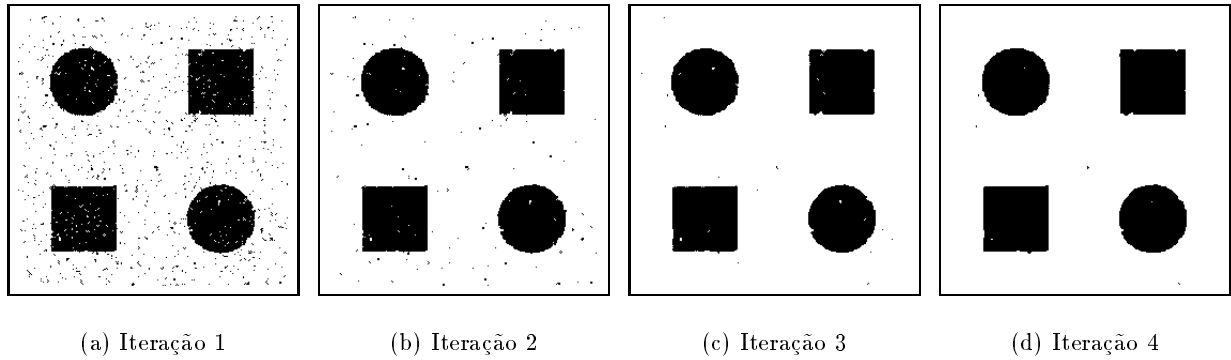 (a) Iteração 1
(b) Iteração 2
(c) Iteração 3
(d) Iteração 4